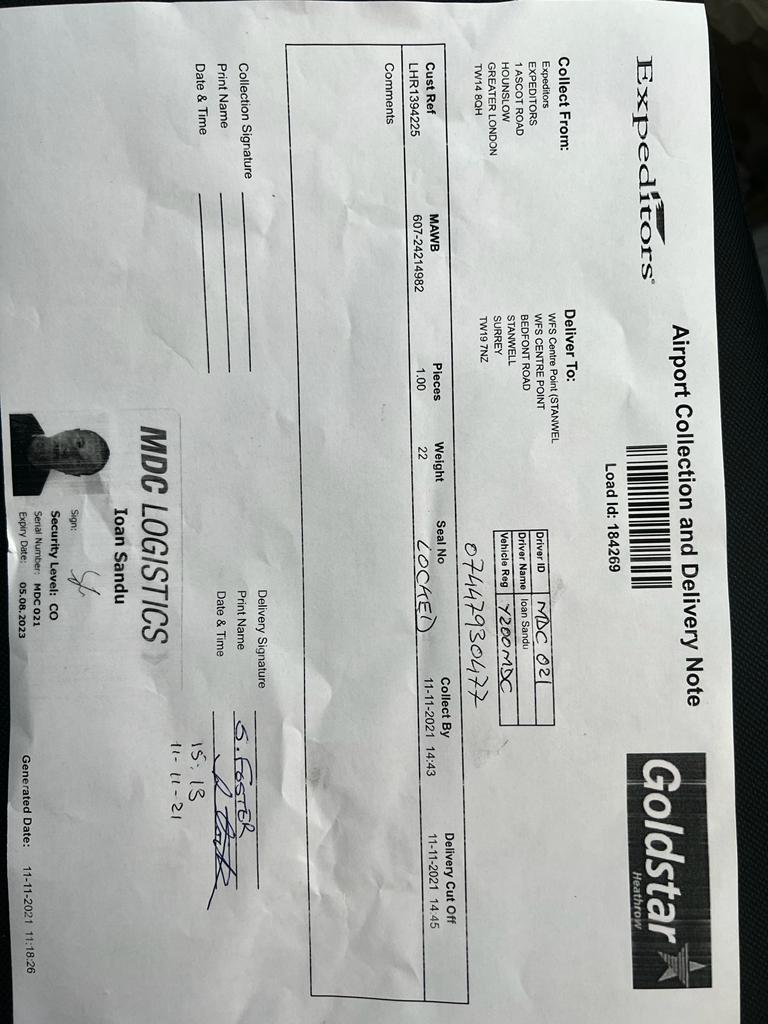 Expeditors®
Airport Collection and Delivery Note
Goldstar
Heathrow
Load Id: 184269
Collect From:
Expeditors
EXPEDITORS
1 ASCOT ROAD
HOUNSLOW
GREATER LONDON
TW14 8QH
Deliver To:
WFS Centre Point (STANWEL
WFS CENTRE POINT
BEDFONT ROAD
STANWELL
SURREY
TW19 7NZ
Driver ID MDC 021
Driver Name Ioan Sandu
Vehicle Reg Y200MDC
07447930477
Cust Ref MAWB Pieces Weight Seal No Collect By Delivery Cut Off
LHR1394225 607-24214982 1.00 22 LOCKED 11-11-2021 14:43 11-11-2021 14:45
Comments
Collection Signature
Print Name
Date & Time
Delivery Signature
Print Name S. FOSTER
Date & Time 15:13
11-11-21
MDC LOGISTICS
Ioan Sandu
Sign:
Security Level: CO
Serial Number: MDC 021
Expiry Date: 05.08.2023
Generated Date: 11-11-2021 11:18:26